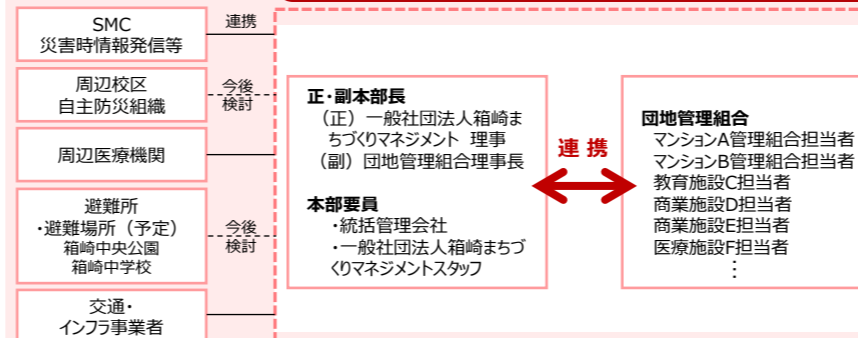 SMC
災害時情報発信等
連携
周辺校区
自主防災組織
今後
検討
周辺医療機関
避難所
・避難場所（予定）
箱崎中央公園
箱崎中学校
今後
検討
交通・
インフラ事業者
正・副本部長
（正）一般社団法人箱崎ま
ちづくりマネジメント 理事
（副）団地管理組合理事長
本部要員
・統括管理会社
・一般社団法人箱崎まちづ
くりマネジメントスタッフ
連 携
団地管理組合
マンションA管理組合担当者
マンションB管理組合担当者
教育施設C担当者
商業施設D担当者
商業施設E担当者
医療施設F担当者
⋮